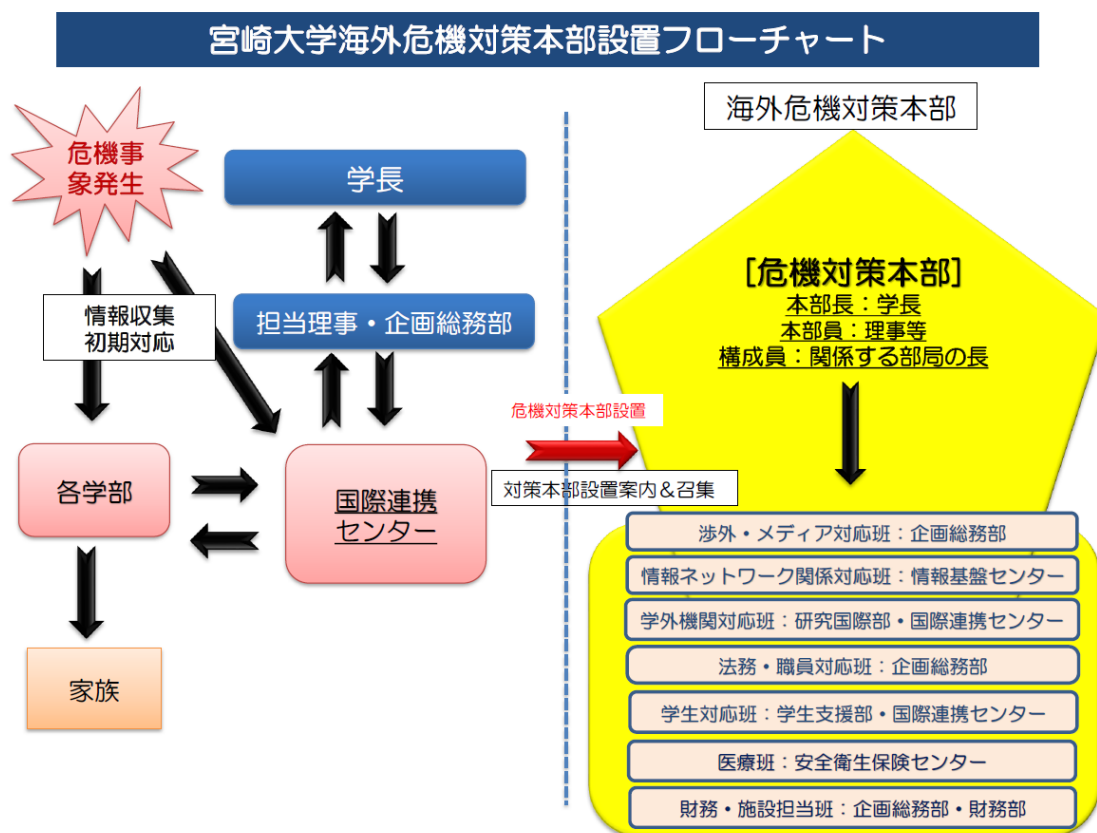 宮崎大学海外危機対策本部設置フローチャート
海外危機対策本部
危機事
象発生
学長
情報収集
初期対応
担当理事・企画総務部
[危機対策本部]
本部長：学長
本部員：理事等
構成員：関係する部局の長
危機対策本部設置
対策本部設置案内＆召集
各学部
国際連携
センター
家族
渉外・メディア対応班：企画総務部
情報ネットワーク関係対応班：情報基盤センター
学外機関対応班：研究国際部・国際連携センター
法務・職員対応班：企画総務部
学生対応班：学生支援部・国際連携センター
医療班：安全衛生保険センター
財務・施設担当班：企画総務部・財務部